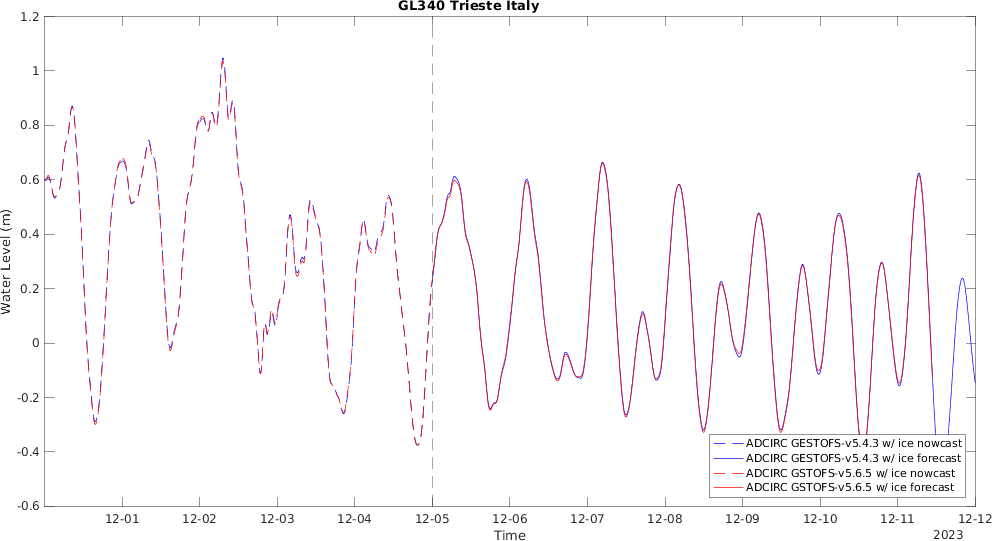 GL340 Trieste Italy
1.2
1
0.8
0.6
0.4
0.2
0
-0.2
-0.4
-0.6
Water Level (m)
ADCIRC GESTOFS-v5.4.3 w/ ice nowcast
ADCIRC GESTOFS-v5.4.3 w/ ice forecast
ADCIRC GSTOFS-v5.6.5 w/ ice nowcast
ADCIRC GSTOFS-v5.6.5 w/ ice forecast
12-01 12-02 12-03 12-04 12-05 12-06 12-07 12-08 12-09 12-10 12-11 12-12
Time
2023